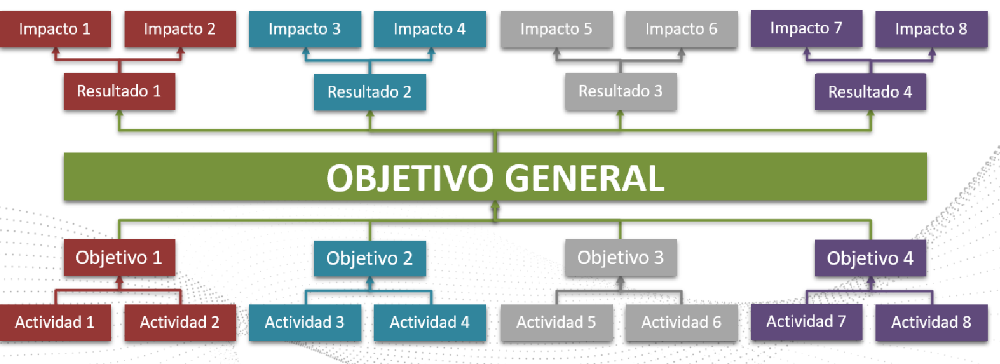 Impacto 1
Impacto 2
Impacto 3
Impacto 4
Impacto 5
Impacto 6
Impacto 7
Impacto 8
Resultado 1
Resultado 2
Resultado 3
Resultado 4
OBJETIVO GENERAL
Objetivo 1
Objetivo 2
Objetivo 3
Objetivo 4
Actividad 1
Actividad 2
Actividad 3
Actividad 4
Actividad 5
Actividad 6
Actividad 7
Actividad 8